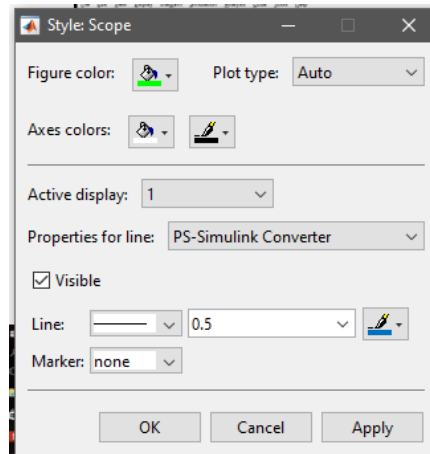 Style: Scope
Figure color: Plot type: Auto
Axes colors:
Active display: 1
Properties for line: PS-Simulink Converter
Visible
Line: 0.5
Marker: none
OK Cancel Apply